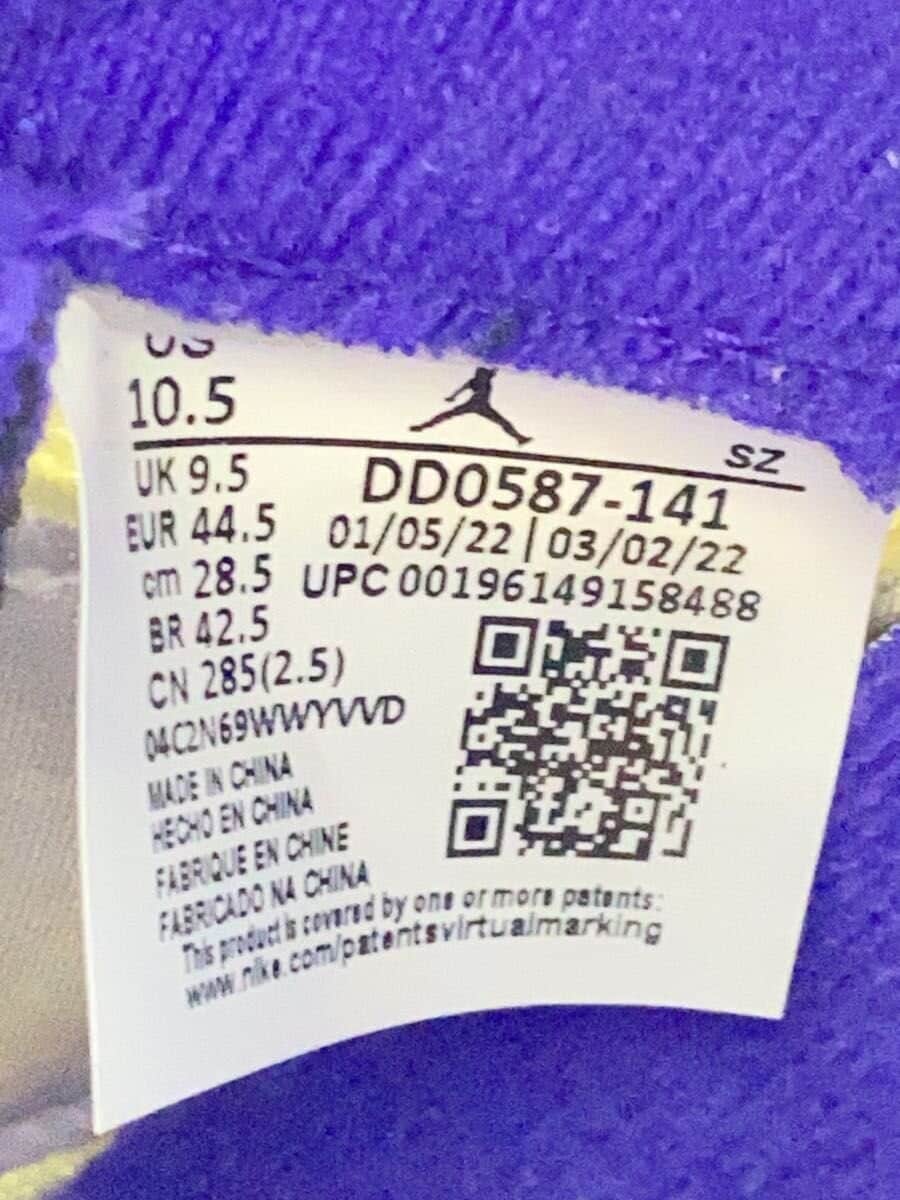 US
10.5
SZ
UK 9.5
DD0587-141
EUR 44.5
01/05/22 | 03/02/22
cm 28.5
UPC 00196149158488
BR 42.5
CN 285(2.5)
04C2N69WWYVVD
MADE IN CHINA
HECHO EN CHINA
FABRIQUE EN CHINE
FABRICADO NA CHINA
This product is covered by one or more patents:
www.nike.com/patentsvirtualmarking